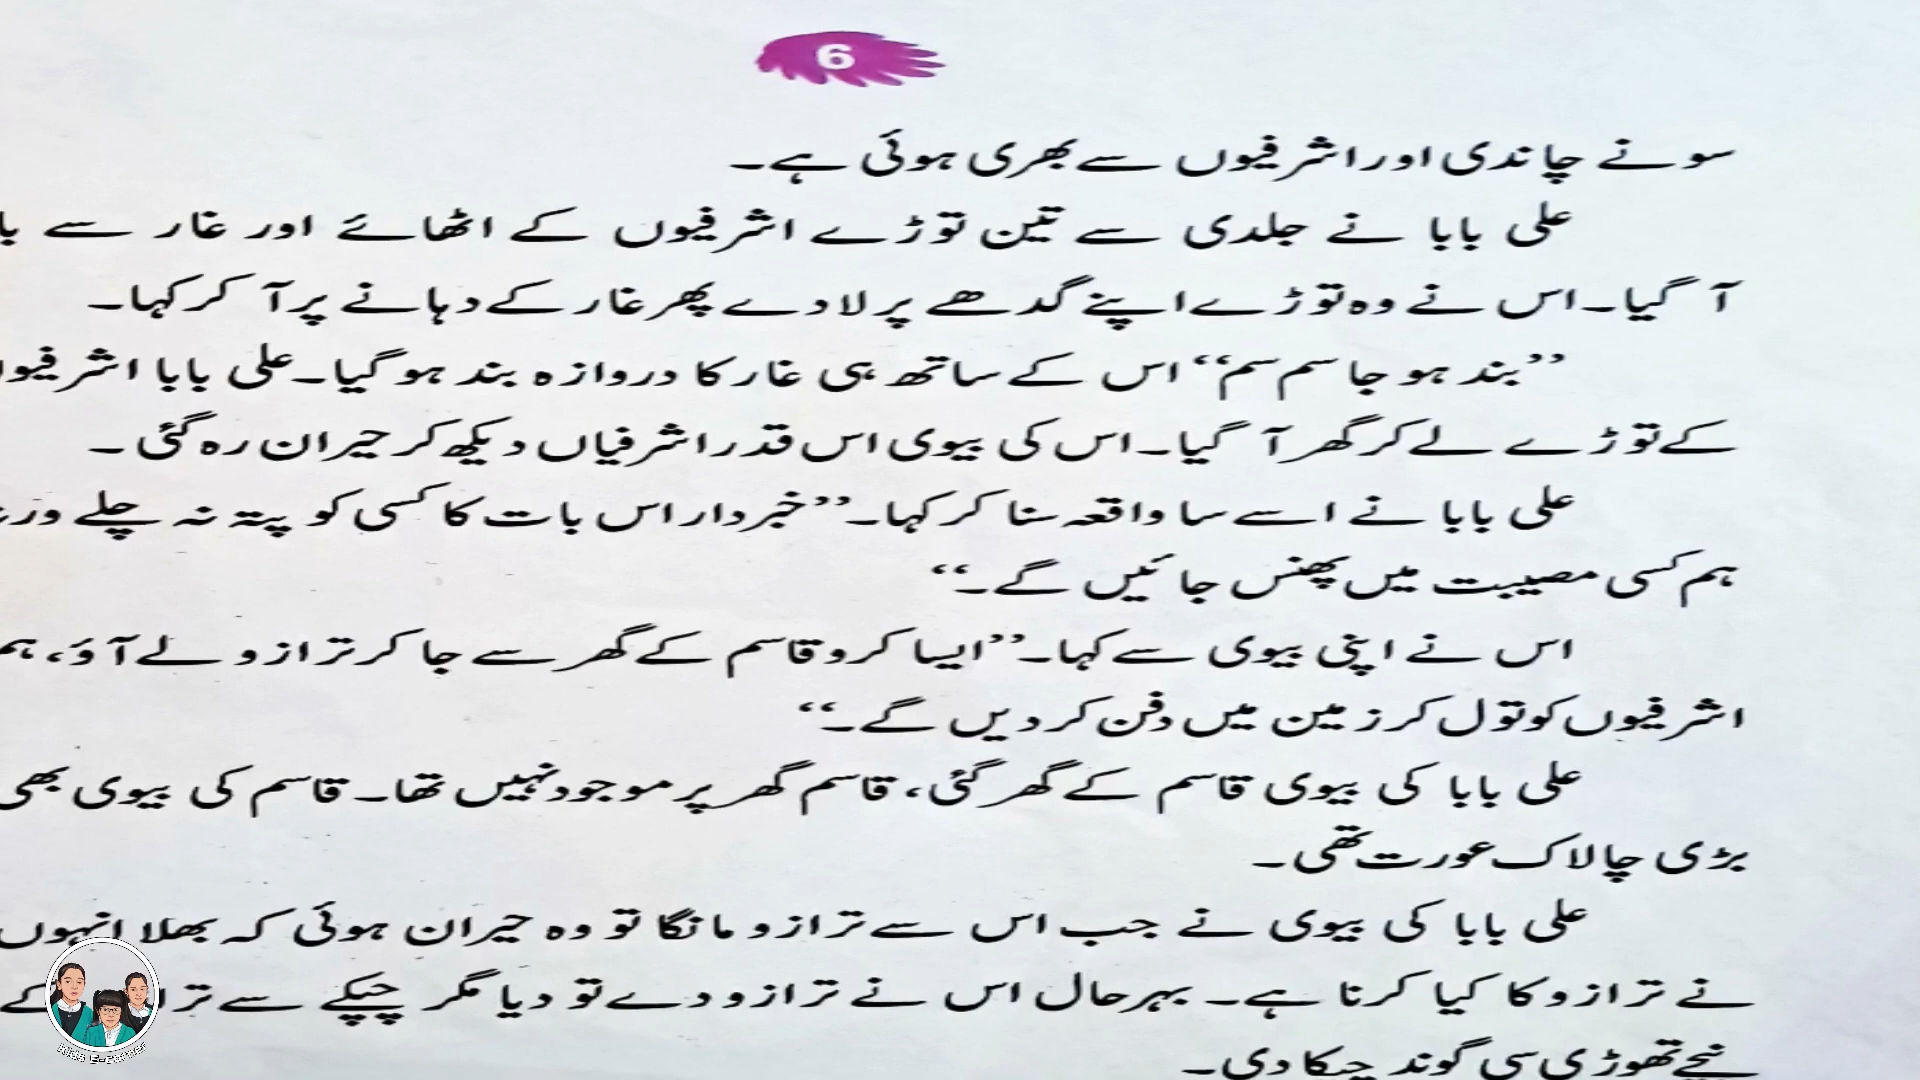 6
سونے چاندی اور اشرفیوں سے بھری ہوئی ہے۔
علی بابا نے جلدی سے تین توڑے اشرفیوں کے اٹھائے اور غار سے با
آ گیا۔ اس نے وہ توڑے اپنے گدھے پر لادے پھر غار کے دہانے پر آ کر کہا۔
’’بند ہو جا سم سم‘‘ اس کے ساتھ ہی غار کا دروازہ بند ہو گیا۔ علی بابا اشرفیو
کے توڑے لے کر گھر آ گیا۔ اس کی بیوی اس قدر اشرفیاں دیکھ کر حیران رہ گئی۔
علی بابا نے اسے سا واقعہ سنا کر کہا۔ ’’خبردار اس بات کا کسی کو پتہ نہ چلے ورنہ
ہم کسی مصیبت میں پھنس جائیں گے۔‘‘
اس نے اپنی بیوی سے کہا۔ ’’ایسا کرو قاسم کے گھر سے جا کر ترازو لے آؤ، ہم
اشرفیوں کو تول کر زمین میں دفن کر دیں گے۔‘‘
علی بابا کی بیوی قاسم کے گھر گئی، قاسم گھر پر موجود نہیں تھا۔ قاسم کی بیوی بھی
بڑی چالاک عورت تھی۔
علی بابا کی بیوی نے جب اس سے ترازو مانگا تو وہ حیران ہوئی کہ بھلا انہوں
نے ترازو کا کیا کرنا ہے۔ بہرحال اس نے ترازو دے تو دیا مگر چپکے سے کے
نیچے تھوڑی سی گوند چپکا دی۔